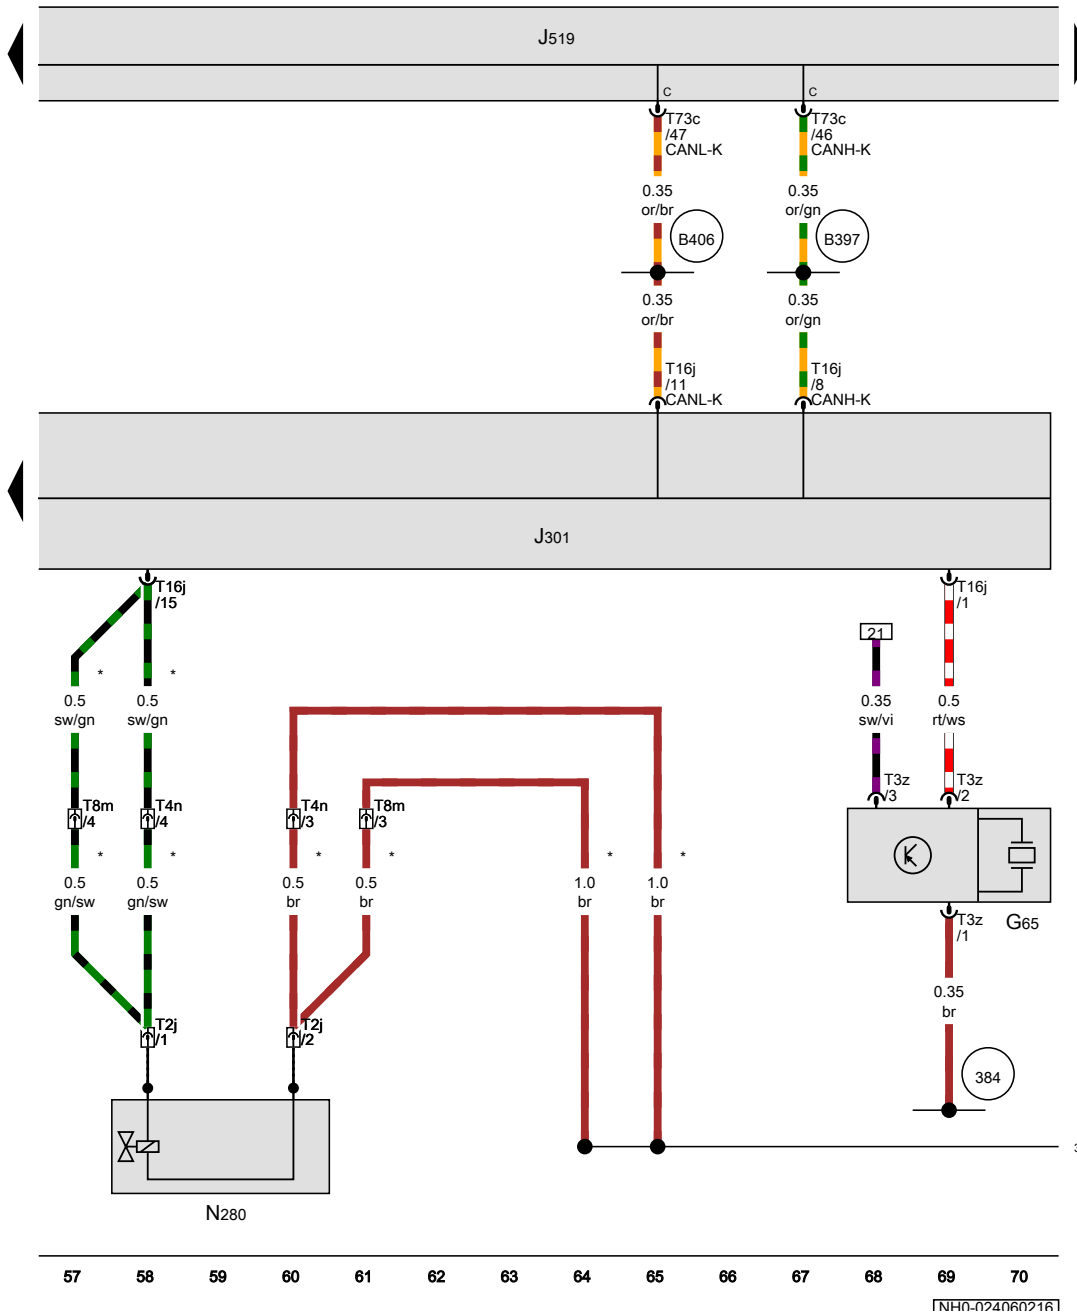 J519
c
c
T73c
/47
CANL-K
T73c
/46
CANH-K
0.35
or/br
0.35
or/gn
B406
B397
0.35
or/br
0.35
or/gn
T16j
/11
CANL-K
T16j
/8
CANH-K
J301
T16j
/15
T16j
/1
21
*
*
0.5
sw/gn
0.5
sw/gn
0.35
sw/vi
0.5
rt/ws
T3z
/3
T3z
/2
T8m
/4
T4n
/4
T4n
/3
T8m
/3
*
*
*
*
*
*
0.5
gn/sw
0.5
gn/sw
0.5
br
0.5
br
1.0
br
1.0
br
T3z
/1
G65
0.35
br
T2j
/1
T2j
/2
384
3
N280
57 58 59 60 61 62 63 64 65 66 67 68 69 70
NH0-024060216